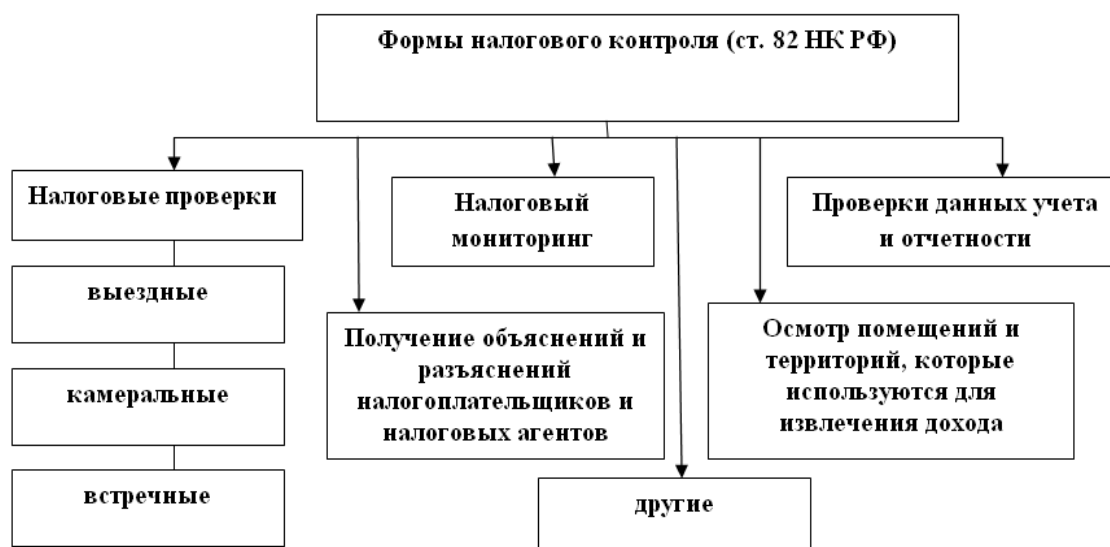 Формы налогового контроля (ст. 82 НК РФ)
Налоговые проверки
Налоговый
мониторинг
Проверки данных учета
и отчетности
выездные
камеральные
встречные
Получение объяснений и
разъяснений
налогоплательщиков и
налоговых агентов
Осмотр помещений и
территорий, которые
используются для
извлечения дохода
другие